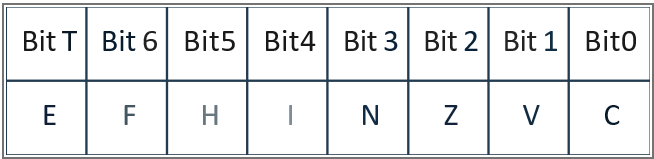 Bit T Bit 6 Bit5 Bit4 Bit 3 Bit 2 Bit 1 Bit0
E F H I N Z V C